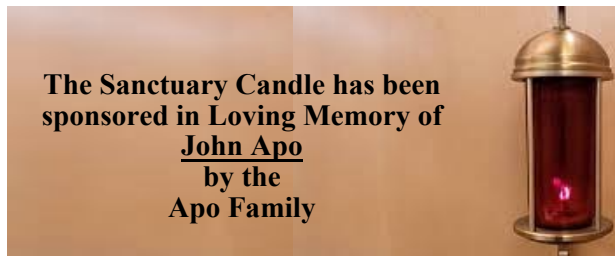 The Sanctuary Candle has been
sponsored in Loving Memory of
John Apo
by the
Apo Family